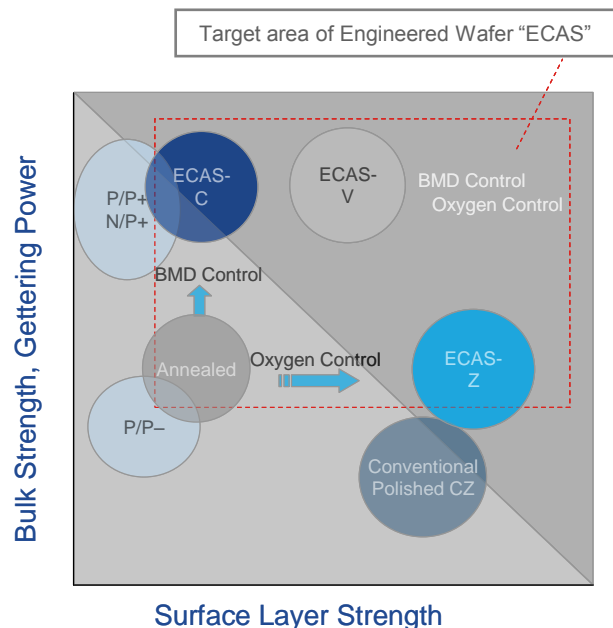 Target area of Engineered Wafer “ECAS”
Bulk Strength, Gettering Power
P/P+
N/P+
ECAS-
C
ECAS-
V
BMD Control
Oxygen Control
BMD Control
Annealed
Oxygen Control
ECAS-
Z
P/P–
Conventional
Polished CZ
Surface Layer Strength